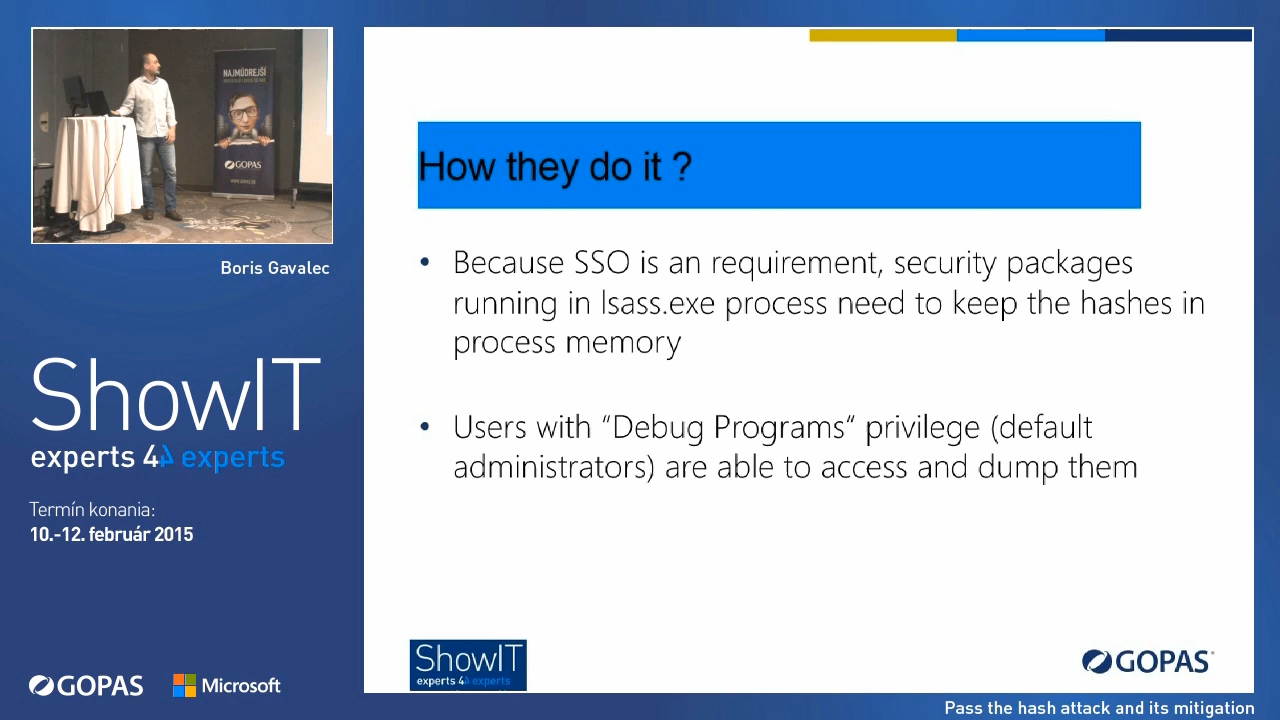 NAJMÚDREJŠÍ
GOPAS
Boris Gavalec
ShowIT
experts 44 experts
Termín konania:
10.-12. február 2015
GOPAS
Microsoft
How they do it ?
• Because SSO is an requirement, security packages
running in lsass.exe process need to keep the hashes in
process memory
• Users with “Debug Programs“ privilege (default
administrators) are able to access and dump them
ShowIT
experts 44 experts
GOPAS
Pass the hash attack and its mitigation